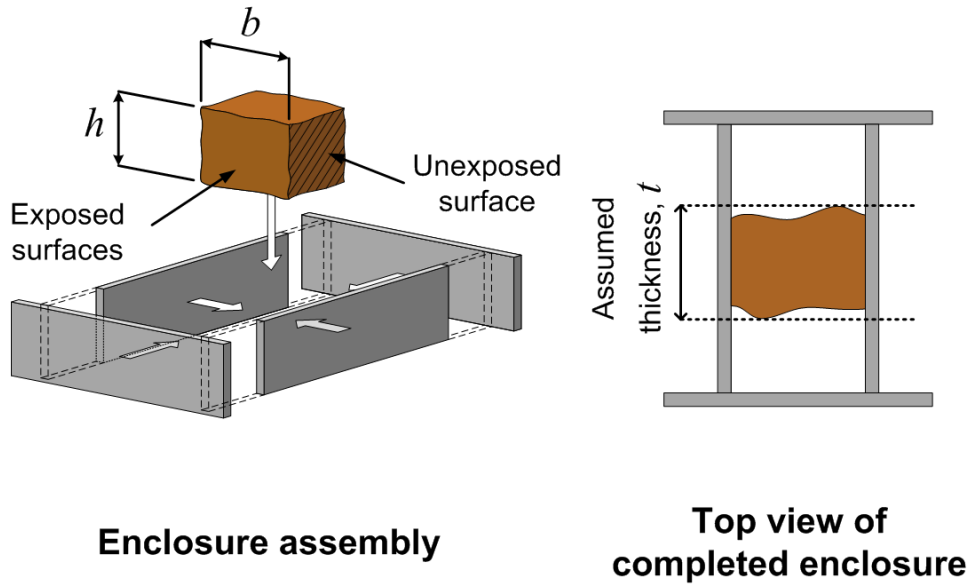 b
h
Unexposed
surface
Exposed
surfaces
Assumed
thickness, t
Enclosure assembly
Top view of
completed enclosure